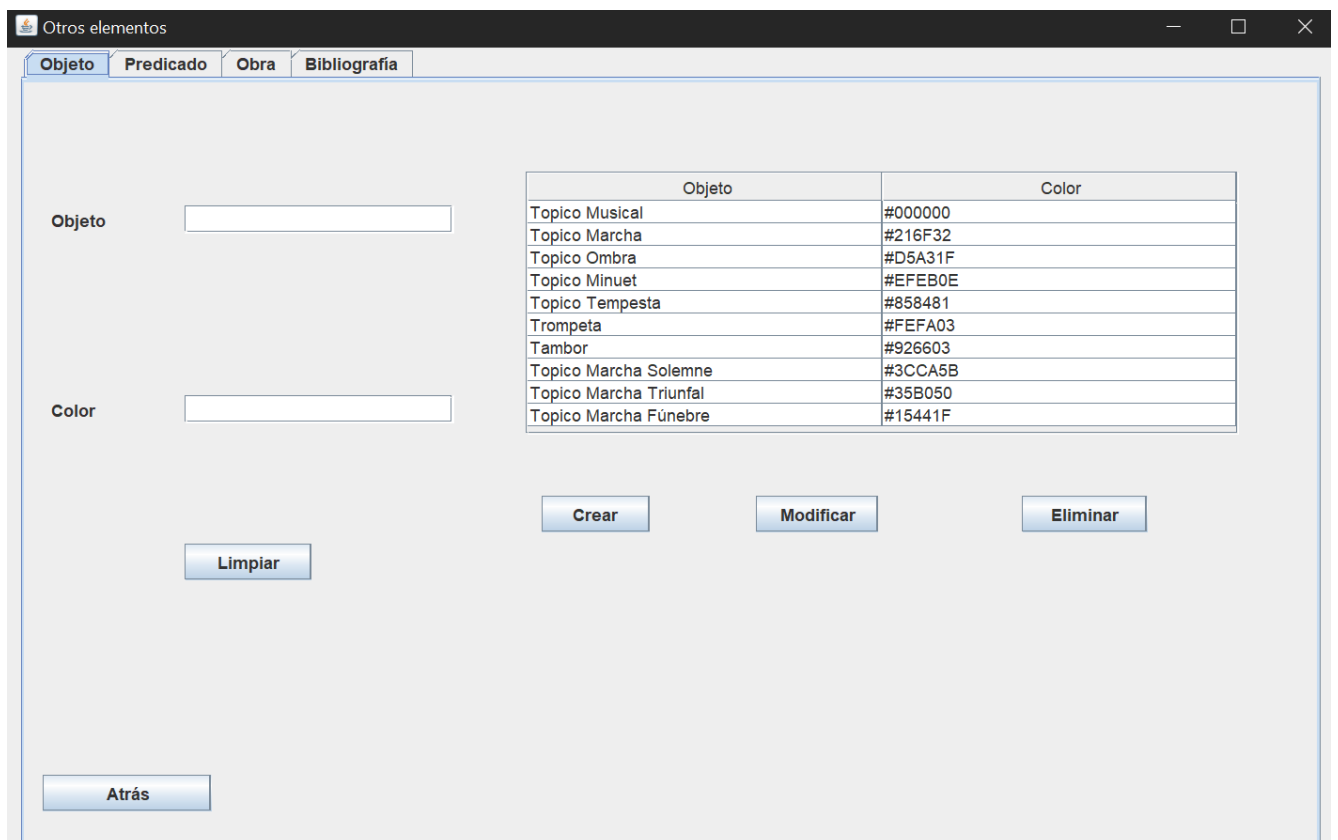 Otros elementos
Objeto Predicado Obra Bibliografía
Objeto Color
Topico Musical #000000
Topico Marcha #216F32
Topico Ombra #D5A31F
Topico Minuet #EFEB0E
Topico Tempesta #858481
Trompeta #FEFA03
Tambor #926603
Topico Marcha Solemne #3CCA5B
Topico Marcha Triunfal #35B050
Topico Marcha Fúnebre #15441F
Objeto
Color
Crear Modificar Eliminar
Limpiar
Atrás